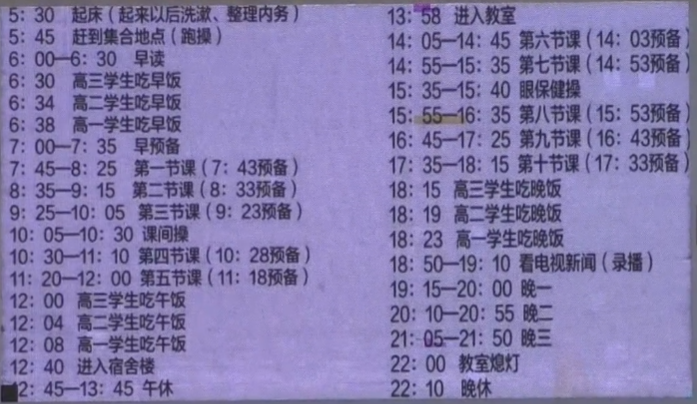 5：30 起床（起来以后洗漱、整理内务）
5：45 赶到集合地点（跑操）
6：00—6：30 早读
6：30 高三学生吃早饭
6：34 高二学生吃早饭
6：38 高一学生吃早饭
7：00—7：35 早预备
7：45—8：25 第一节课（7：43预备）
8：35—9：15 第二节课（8：33预备）
9：25—10：05 第三节课（9：23预备）
10：05—10：30 课间操
10：30—11：10 第四节课（10：28预备）
11：20—12：00 第五节课（11：18预备）
12：00 高三学生吃午饭
12：04 高二学生吃午饭
12：08 高一学生吃午饭
12：40 进入宿舍楼
12：45—13：45 午休
13：58 进入教室
14：05—14：45 第六节课（14：03预备）
14：55—15：35 第七节课（14：53预备）
15：35—15：40 眼保健操
15：55—16：35 第八节课（15：53预备）
16：45—17：25 第九节课（16：43预备）
17：35—18：15 第十节课（17：33预备）
18：15 高三学生吃晚饭
18：19 高二学生吃晚饭
18：23 高一学生吃晚饭
18：50—19：10 看电视新闻（录播）
19：15—20：00 晚一
20：10—20：55 晚二
21：05—21：50 晚三
22：00 教室熄灯
22：10 晚休